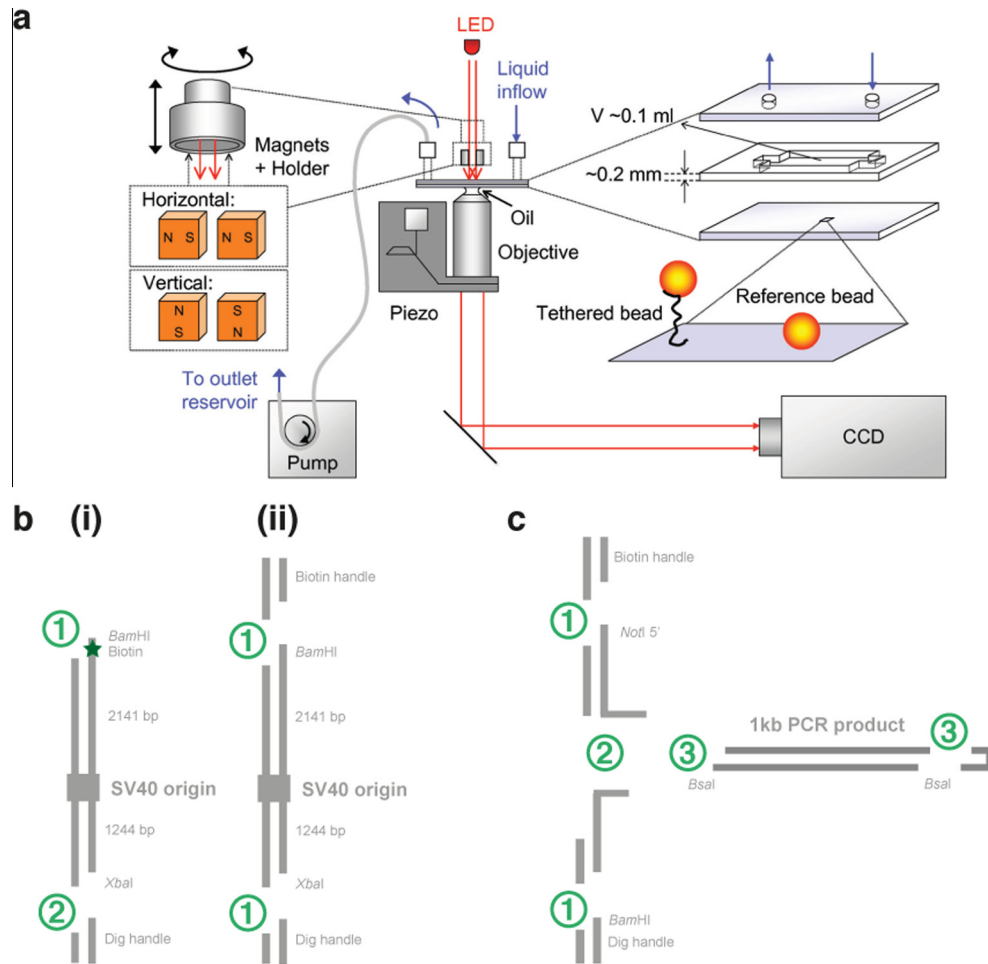 a
LED
Liquid
inflow
V ~0.1 ml
Magnets
+ Holder
~0.2 mm
Horizontal:
N S N S
Oil
Objective
Vertical:
N S
S N
Piezo
Tethered bead
Reference bead
To outlet
reservoir
Pump
CCD
b (i)
1
BamHI
Biotin
2141 bp
SV40 origin
1244 bp
XbaI
2
Dig handle
(ii)
Biotin handle
1
BamHI
2141 bp
SV40 origin
1244 bp
XbaI
1
Dig handle
c
Biotin handle
1
NotI 5'
2
1kb PCR product
3
3
BsaI
BsaI
1
BamHI
Dig handle